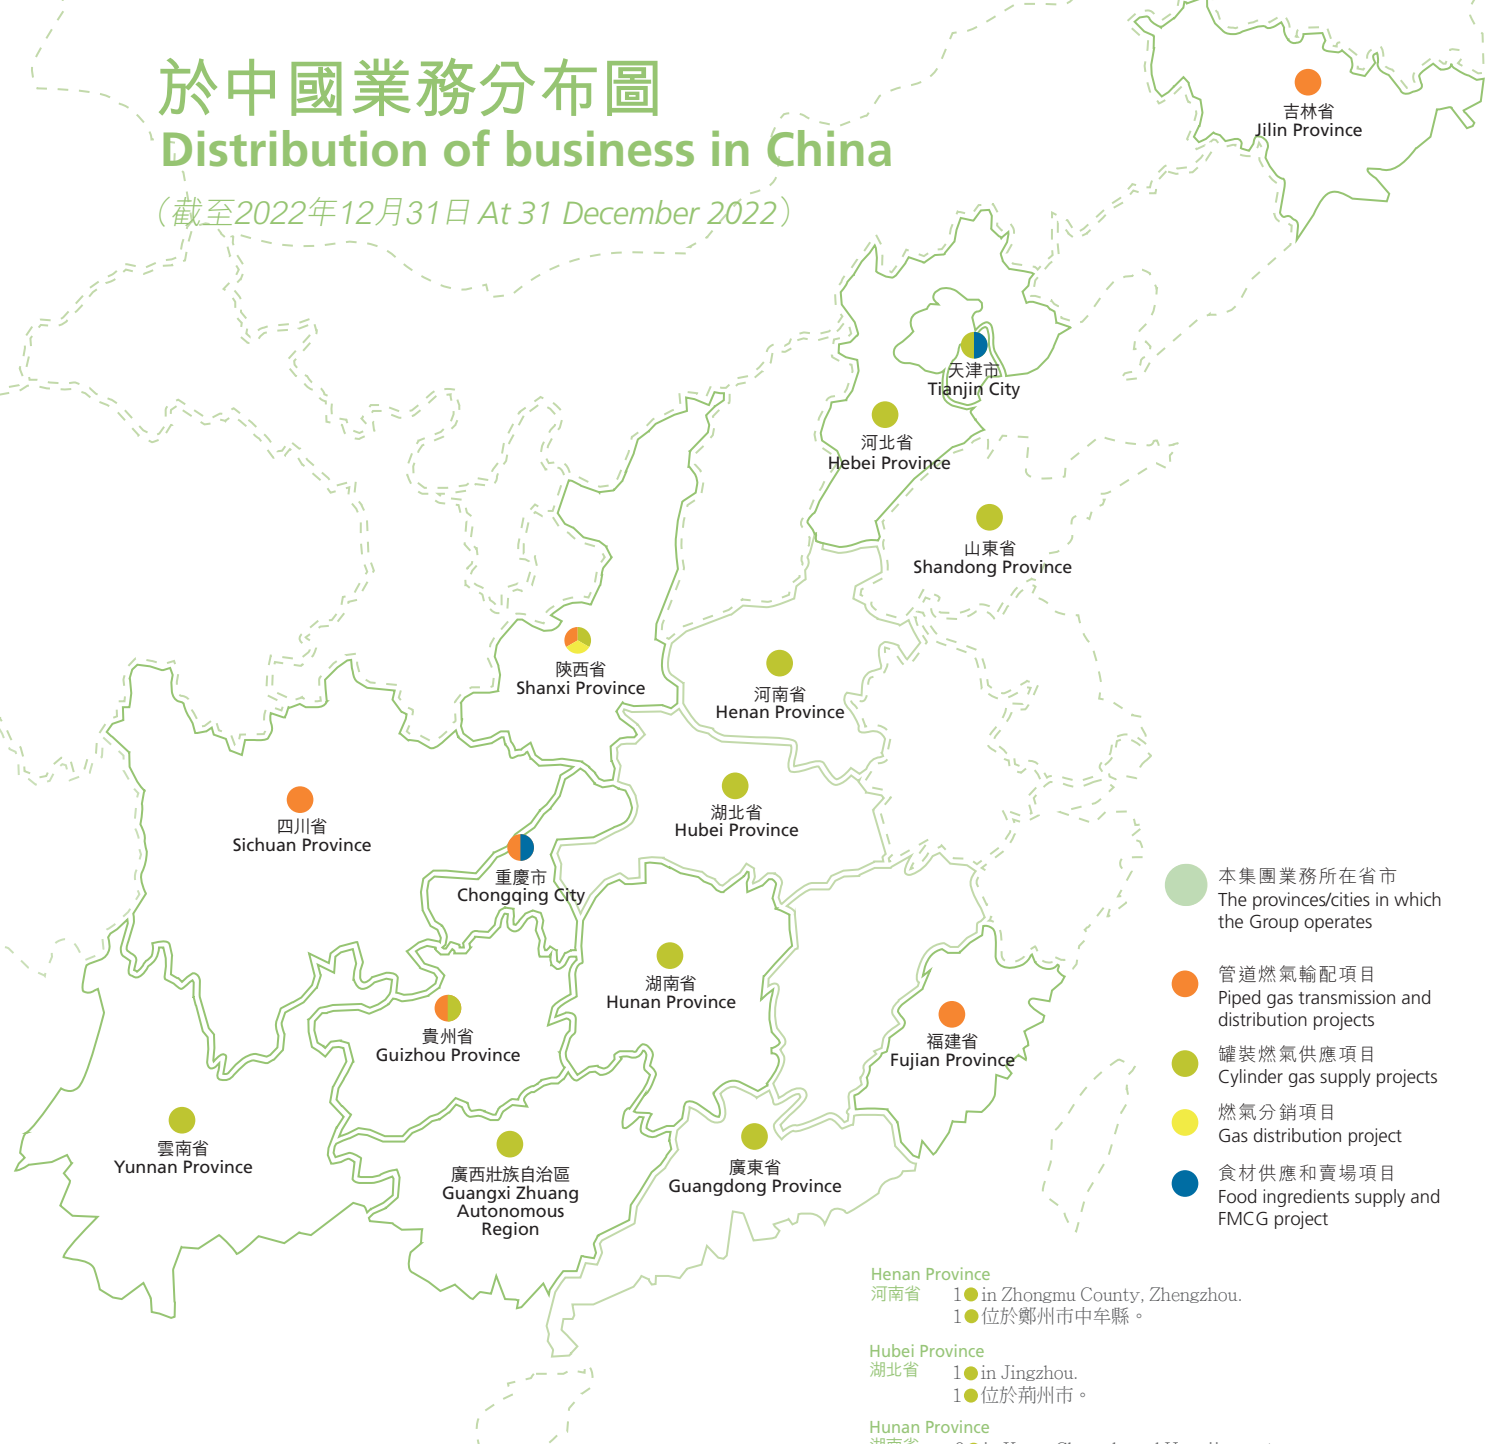 於中國業務分布圖
Distribution of business in China
（截至2022年12月31日 At 31 December 2022）
吉林省
Jilin Province
天津市
Tianjin City
河北省
Hebei Province
山東省
Shandong Province
陝西省
Shanxi Province
河南省
Henan Province
四川省
Sichuan Province
重慶市
Chongqing City
湖北省
Hubei Province
湖南省
Hunan Province
貴州省
Guizhou Province
福建省
Fujian Province
雲南省
Yunnan Province
廣西壯族自治區
Guangxi Zhuang
Autonomous
Region
廣東省
Guangdong Province
本集團業務所在省市
The provinces/cities in which
the Group operates
管道燃氣輸配項目
Piped gas transmission and
distribution projects
罐裝燃氣供應項目
Cylinder gas supply projects
燃氣分銷項目
Gas distribution project
食材供應和賣場項目
Food ingredients supply and
FMCG project
Henan Province
河南省 1 in Zhongmu County, Zhengzhou.
1 位於鄭州市中牟縣。
Hubei Province
湖北省 1 in Jingzhou.
1 位於荊州市。
Hunan Province
湖南省